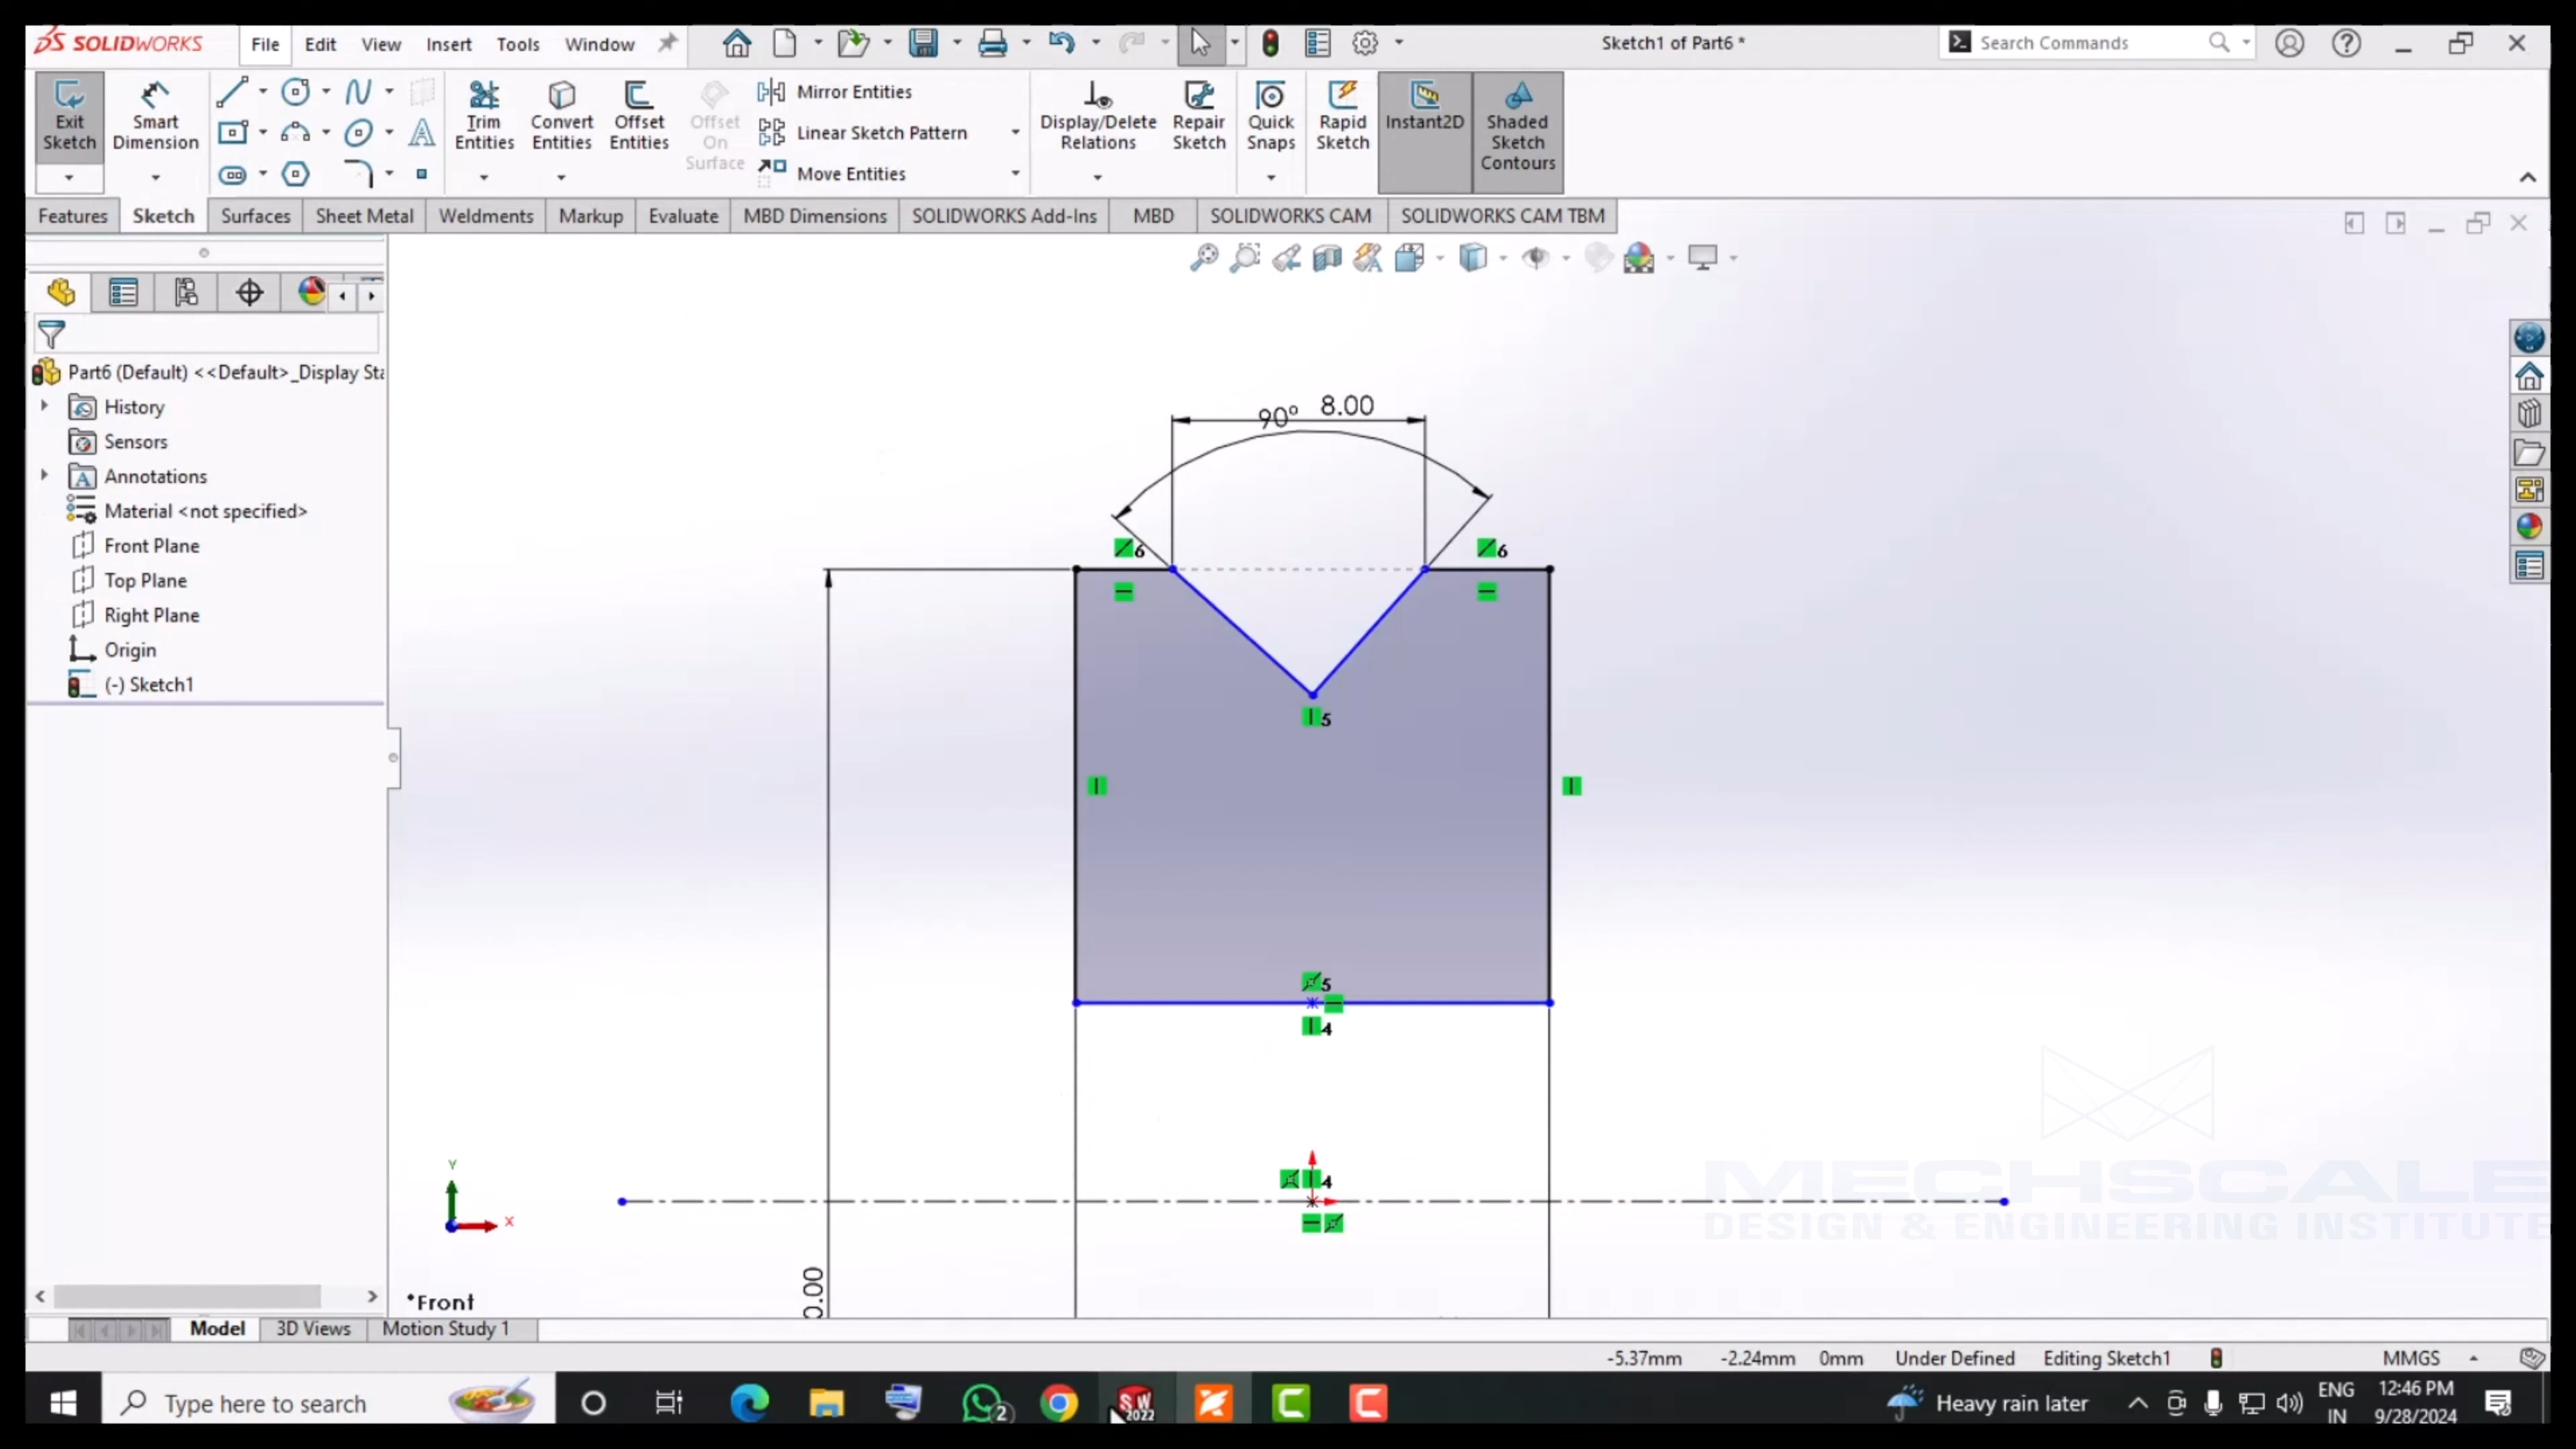 SOLIDWORKS File Edit View Insert Tools Window Sketch1 of Part6 * Search Commands
Exit Sketch
Smart Dimension
Trim Entities
Convert Entities
Offset Entities
Offset On Surface
Mirror Entities
Linear Sketch Pattern
Move Entities
Display/Delete Relations
Repair Sketch
Quick Snaps
Rapid Sketch
Instant2D
Shaded Sketch Contours
Features Sketch Surfaces Sheet Metal Weldments Markup Evaluate MBD Dimensions SOLIDWORKS Add-Ins MBD SOLIDWORKS CAM SOLIDWORKS CAM TBM
Part6 (Default) <<Default>_Display Sta
History
Sensors
Annotations
Material <not specified>
Front Plane
Top Plane
Right Plane
Origin
(-) Sketch1
90° 8.00
6 6
5
5
4
4
0.00
Y
X
*Front
MECHSCALE
DESIGN & ENGINEERING INSTITUTE
Model 3D Views Motion Study 1
-5.37mm -2.24mm 0mm Under Defined Editing Sketch1 MMGS
Type here to search 2 SW 2022 Heavy rain later ENG IN 12:46 PM 9/28/2024